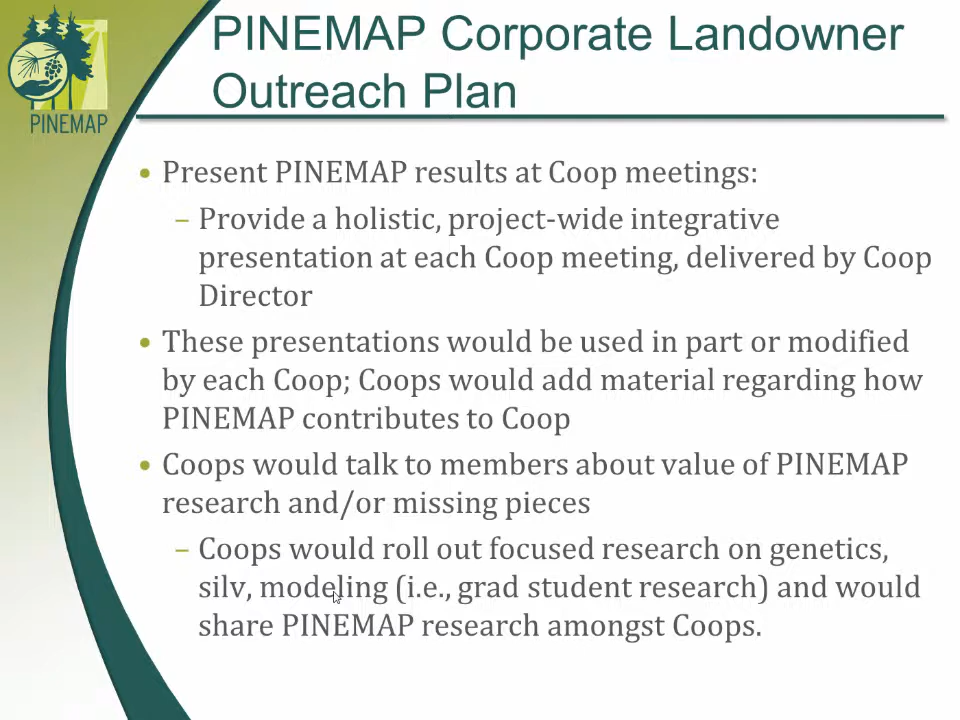 PINEMAP Corporate Landowner
Outreach Plan
PINEMAP
• Present PINEMAP results at Coop meetings:
– Provide a holistic, project-wide integrative
presentation at each Coop meeting, delivered by Coop
Director
• These presentations would be used in part or modified
by each Coop; Coops would add material regarding how
PINEMAP contributes to Coop
• Coops would talk to members about value of PINEMAP
research and/or missing pieces
– Coops would roll out focused research on genetics,
silv, modeling (i.e., grad student research) and would
share PINEMAP research amongst Coops.